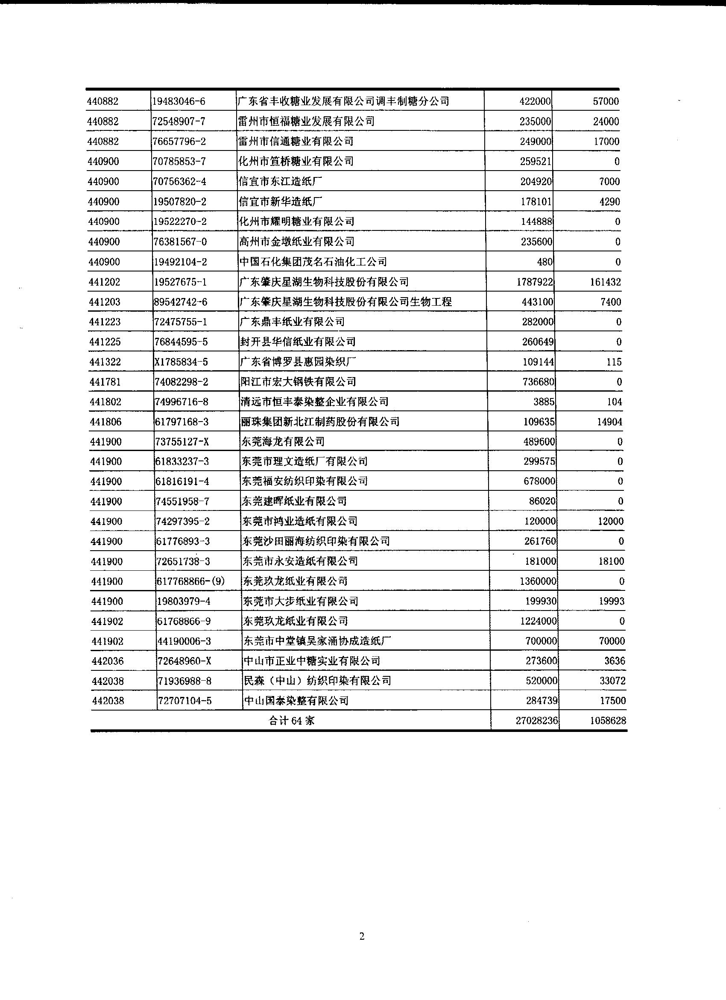 440882 19483046-6 广东省丰收糖业发展有限公司调丰制糖分公司 422000 57000
440882 72548907-7 雷州市恒福糖业发展有限公司 235000 24000
440882 76657796-2 雷州市信通糖业有限公司 249000 17000
440900 70785853-7 化州市笪桥糖业有限公司 259521 0
440900 70756362-4 信宜市东江造纸厂 204920 7000
440900 19507820-2 信宜市新华造纸厂 178101 4290
440900 19522270-2 化州市耀明糖业有限公司 144888 0
440900 76381567-0 高州市金墩纸业有限公司 235600 0
440900 19492104-2 中国石化集团茂名石油化工公司 480 0
441202 19527675-1 广东肇庆星湖生物科技股份有限公司 1787922 161432
441203 89542742-6 广东肇庆星湖生物科技股份有限公司生物工程 443100 7400
441223 72475755-1 广东鼎丰纸业有限公司 282000 0
441225 76844595-5 封开县华信纸业有限公司 260649 0
441322 X1785834-5 广东省博罗县惠园染织厂 109144 115
441781 74082298-2 阳江市宏大钢铁有限公司 736680 0
441802 74996716-8 清远市恒丰泰染整企业有限公司 3885 104
441806 61797168-3 丽珠集团新北江制药股份有限公司 109635 14904
441900 73755127-X 东莞海龙有限公司 489600 0
441900 61833237-3 东莞市理文造纸厂有限公司 299575 0
441900 61816191-4 东莞福安纺织印染有限公司 678000 0
441900 74551958-7 东莞建晖纸业有限公司 86020 0
441900 74297395-2 东莞市鸿业造纸有限公司 120000 12000
441900 61776893-3 东莞沙田丽海纺织印染有限公司 261760 0
441900 72651738-3 东莞市永安造纸有限公司 181000 18100
441900 617768866-(9) 东莞玖龙纸业有限公司 1360000 0
441900 19803979-4 东莞市大步纸业有限公司 199930 19993
441902 61768866-9 东莞玖龙纸业有限公司 1224000 0
441902 44190006-3 东莞市中堂镇吴家涌协成造纸厂 700000 70000
442036 72648960-X 中山市正业中糖实业有限公司 273600 3636
442038 71936988-8 民森（中山）纺织印染有限公司 520000 33072
442038 72707104-5 中山国泰染整有限公司 284739 17500
合计 64 家 27028236 1058628
2